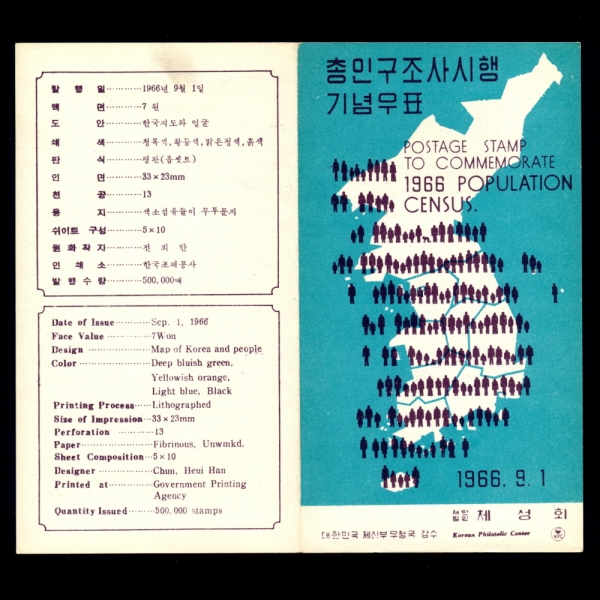 발 행 일…………1966년 9월 1일
액 면…………7 원
도 안…………한국지도와 얼굴
쇄 색…………청록색, 황등색, 밝은청색, 흙색
판 식…………평판(옵셋트)
인 면…………33×23mm
천 공…………13
용 지…………색소섬유들이 무투문지
쉬이트 구성………5×10
원 화 작 자…………전 희 한
인 쇄 소…………한국조폐공사
발 행 수 량…………500,000매
Date of Issue…………Sep. 1, 1966
Face Value…………7Won
Design…………Map of Korea and people
Color…………Deep bluish green,
Yellowish orange,
Light blue, Black
Printing Process……Lithographed
Size of Impression…33×23mm
Perforation…………13
Paper…………Fibrinous, Unwmkd.
Sheet Composition…5×10
Designer…………Chun, Heui Han
Printed at…………Government Printing
Agency
Quantity Issued……500,000 stamps
총인구조사시행
기념우표
POSTAGE STAMP
TO COMMEMORATE
1966 POPULATION
CENSUS.
1966. 9. 1
체 성 회
대한민국 체신부 우정국 감수
Korean Philatelic Center
KPC